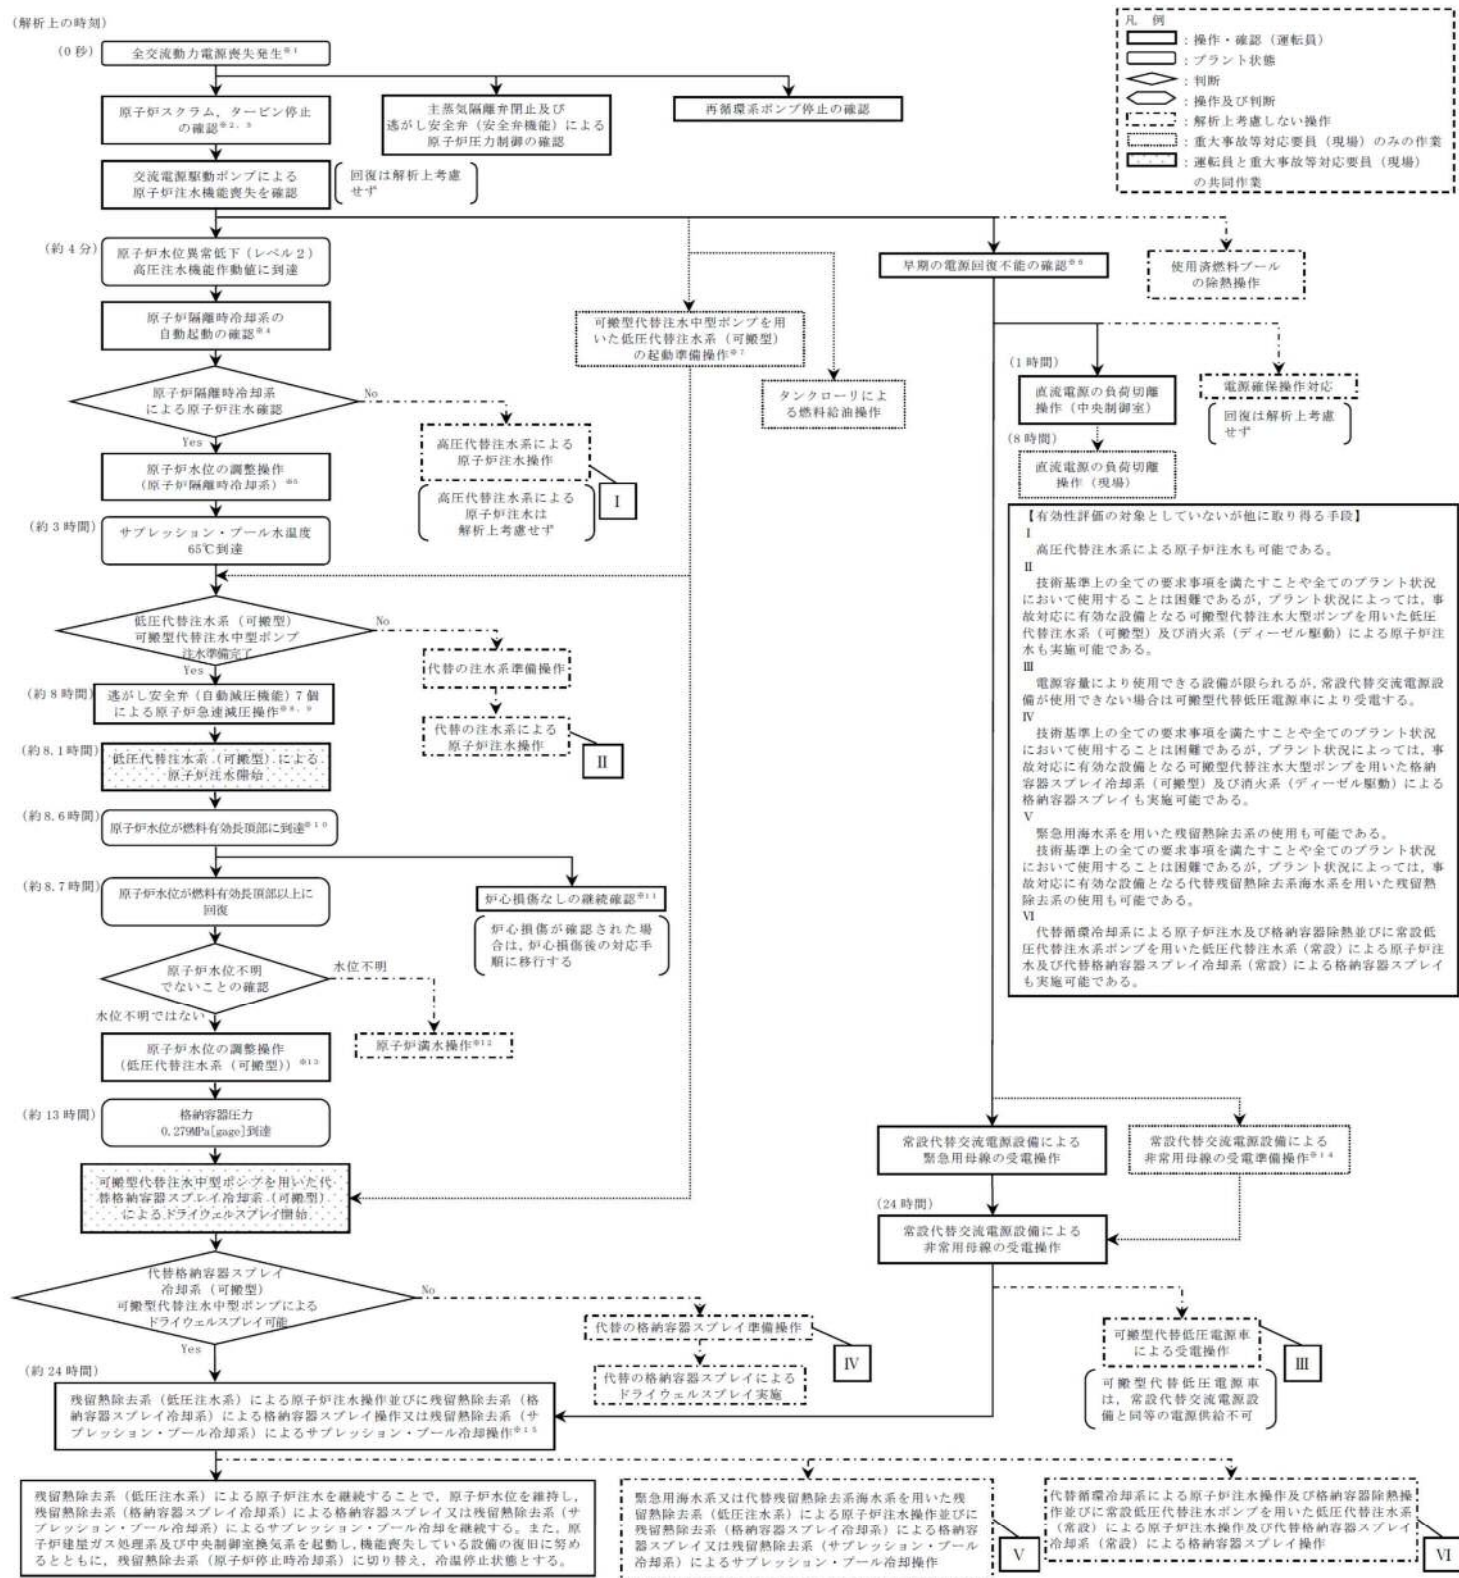 (解析上の時刻)
(0秒)
全交流動力電源喪失発生※1
原子炉スクラム，タービン停止
の確認※2，3
主蒸気隔離弁閉止及び
逃がし安全弁（安全弁機能）による
原子炉圧力制御の確認
再循環系ポンプ停止の確認
交流電源駆動ポンプによる
原子炉注水機能喪失を確認
回復は解析上考慮
せず
凡 例
：操作・確認（運転員）
：プラント状態
：判断
：操作及び判断
：解析上考慮しない操作
：重大事故等対応要員（現場）のみの作業
：運転員と重大事故等対応要員（現場）
の共同作業
(約4分)
原子炉水位異常低下（レベル2）
高圧注水機能作動値に到達
早期の電源回復不能の確認※6
使用済燃料プール
の除熱操作
原子炉隔離時冷却系の
自動起動の確認※4
可搬型代替注水中型ポンプを用
いた低圧代替注水系（可搬型）
の起動準備操作※7
タンクローリによ
る燃料給油操作
(1時間)
直流電源の負荷切離
操作（中央制御室）
電源確保操作対応
回復は解析上考慮
せず
(8時間)
直流電源の負荷切離
操作（現場）
原子炉隔離時冷却系
による原子炉注水確認
No
Yes
高圧代替注水系による
原子炉注水操作
Ⅰ
高圧代替注水系による
原子炉注水は
解析上考慮せず
原子炉水位の調整操作
（原子炉隔離時冷却系）※5
(約3時間)
サプレッション・プール水温度
65℃到達
低圧代替注水系（可搬型）
可搬型代替注水中型ポンプ
注水準備完了
No
Yes
代替の注水系準備操作
代替の注水系による
原子炉注水操作
Ⅱ
(約8時間)
逃がし安全弁（自動減圧機能）7個
による原子炉急速減圧操作※8，9
(約8.1時間)
低圧代替注水系（可搬型）による
原子炉注水開始
(約8.6時間)
原子炉水位が燃料有効長頂部に到達※10
(約8.7時間)
原子炉水位が燃料有効長頂部以上に
回復
炉心損傷なしの継続確認※11
炉心損傷が確認された場
合は，炉心損傷後の対応手
順に移行する
原子炉水位不明
でないことの確認
水位不明
水位不明ではない
原子炉満水操作※12
原子炉水位の調整操作
（低圧代替注水系（可搬型））※13
(約13時間)
格納容器圧力
0.279MPa[gage]到達
可搬型代替注水中型ポンプを用いた代
替格納容器スプレイ冷却系（可搬型）
によるドライウェルスプレイ開始
代替格納容器スプレイ
冷却系（可搬型）
可搬型代替注水中型ポンプによる
ドライウェルスプレイ可能
No
Yes
代替の格納容器スプレイ準備操作
代替の格納容器スプレイによる
ドライウェルスプレイ実施
Ⅳ
【有効性評価の対象としていないが他に取り得る手段】
Ⅰ
高圧代替注水系による原子炉注水も可能である。
Ⅱ
技術基準上の全ての要求事項を満たすことや全てのプラント状況
において使用することは困難であるが，プラント状況によっては，事
故対応に有効な設備となる可搬型代替注水大型ポンプを用いた低圧
代替注水系（可搬型）及び消火系（ディーゼル駆動）による原子炉注
水も実施可能である。
Ⅲ
電源容量により使用できる設備が限られるが，常設代替交流電源設
備が使用できない場合は可搬型代替低圧電源車により受電する。
Ⅳ
技術基準上の全ての要求事項を満たすことや全てのプラント状況
において使用することは困難であるが，プラント状況によっては，事
故対応に有効な設備となる可搬型代替注水大型ポンプを用いた格納
容器スプレイ冷却系（可搬型）及び消火系（ディーゼル駆動）による
格納容器スプレイも実施可能である。
Ⅴ
緊急用海水系を用いた残留熱除去系の使用も可能である。
技術基準上の全ての要求事項を満たすことや全てのプラント状況
において使用することは困難であるが，プラント状況によっては，事
故対応に有効な設備となる代替残留熱除去系海水系を用いた残留熱
除去系の使用も可能である。
Ⅵ
代替循環冷却系による原子炉注水及び格納容器除熱並びに常設低
圧代替注水系ポンプを用いた低圧代替注水系（常設）による原子炉注
水及び代替格納容器スプレイ冷却系（常設）による格納容器スプレイ
も実施可能である。
常設代替交流電源設備による
緊急用母線の受電操作
常設代替交流電源設備による
非常用母線の受電準備操作※14
(24時間)
常設代替交流電源設備による
非常用母線の受電操作
可搬型代替低圧電源車
による受電操作
Ⅲ
可搬型代替低圧電源車
は，常設代替交流電源設
備と同等の電源供給不可
(約24時間)
残留熱除去系（低圧注水系）による原子炉注水操作並びに残留熱除去系（格
納容器スプレイ冷却系）による格納容器スプレイ操作又は残留熱除去系（サ
プレッション・プール冷却系）によるサプレッション・プール冷却操作※15
残留熱除去系（低圧注水系）による原子炉注水を継続することで，原子炉水位を維持し，
残留熱除去系（格納容器スプレイ冷却系）による格納容器スプレイ又は残留熱除去系（サ
プレッション・プール冷却系）によるサプレッション・プール冷却を継続する。また，原
子炉建屋ガス処理系及び中央制御室換気系を起動し，機能喪失している設備の復旧に努め
るとともに，残留熱除去系（原子炉停止時冷却系）に切り替え，冷温停止状態とする。
緊急用海水系又は代替残留熱除去系海水系を用いた残
留熱除去系（低圧注水系）による原子炉注水操作並びに
残留熱除去系（格納容器スプレイ冷却系）による格納容
器スプレイ又は残留熱除去系（サプレッション・プール
冷却系）によるサプレッション・プール冷却操作
Ⅴ
代替循環冷却系による原子炉注水操作及び格納容器除熱操
作並びに常設低圧代替注水ポンプを用いた低圧代替注水系
（常設）による原子炉注水操作及び代替格納容器スプレイ
冷却系（常設）による格納容器スプレイ操作
Ⅵ